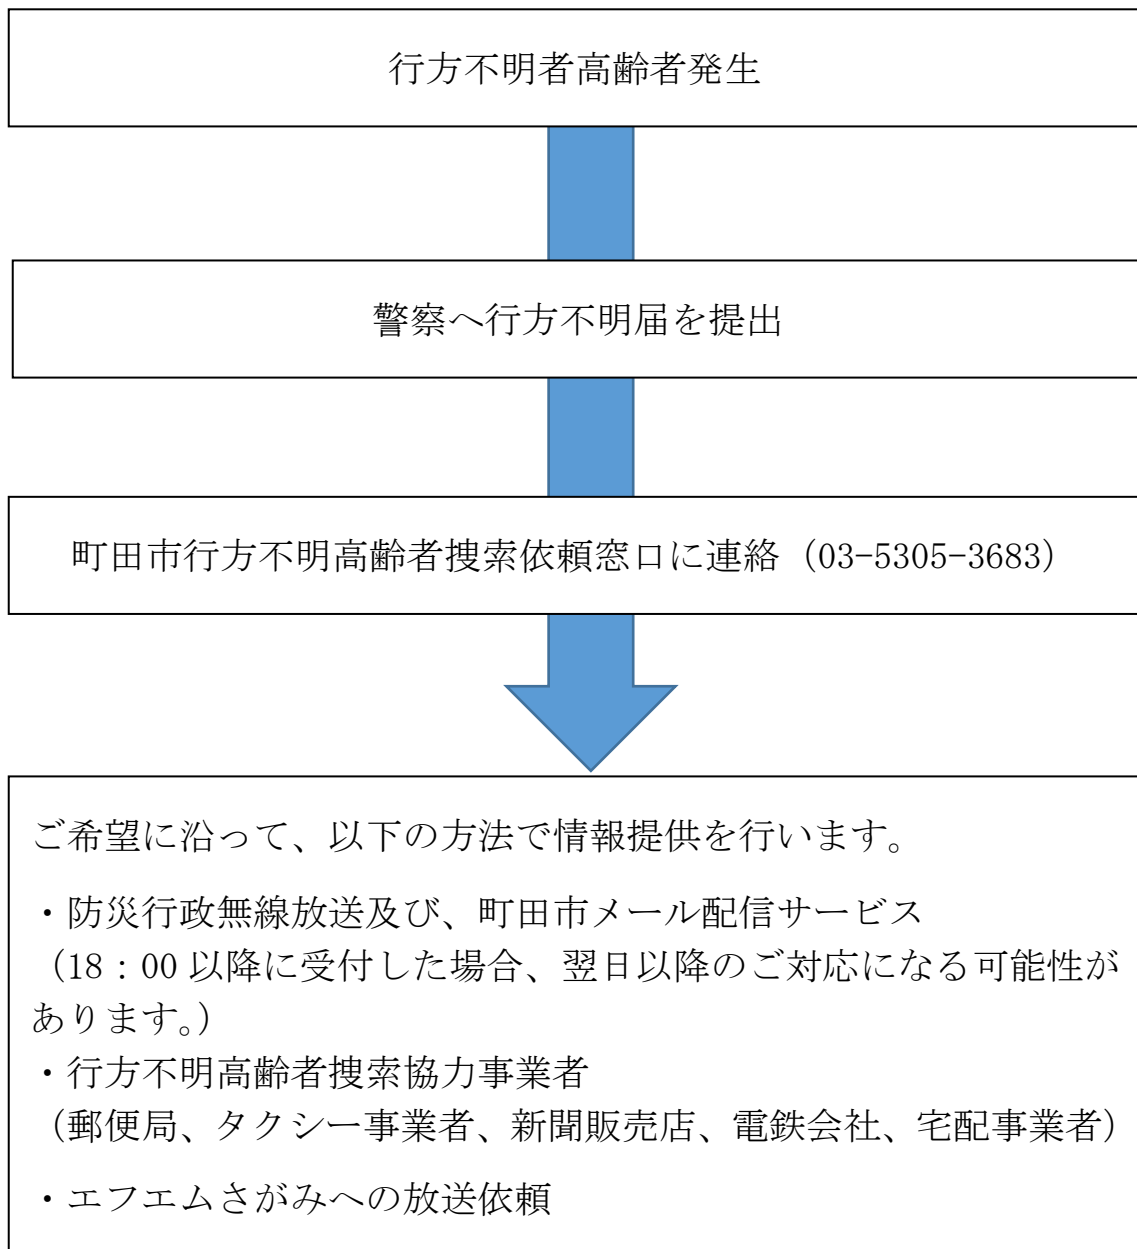 行方不明者高齢者発生
警察へ行方不明届を提出
町田市行方不明高齢者捜索依頼窓口に連絡（03-5305-3683）
ご希望に沿って、以下の方法で情報提供を行います。
・防災行政無線放送及び、町田市メール配信サービス
（18：00 以降に受付した場合、翌日以降のご対応になる可能性が
あります。）
・行方不明高齢者捜索協力事業者
（郵便局、タクシー事業者、新聞販売店、電鉄会社、宅配事業者）
・エフエムさがみへの放送依頼